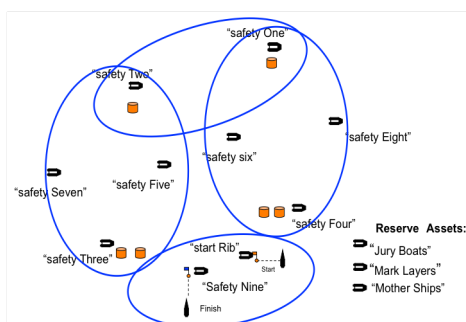 “safety One”
“safety Two”
“safety Eight”
“safety six”
“safety Five”
“safety Seven”
“safety Four”
“safety Three”
“start Rib”
Start
“Safety Nine”
Finish
Reserve Assets:
“Jury Boats”
“Mark Layers”
“Mother Ships”